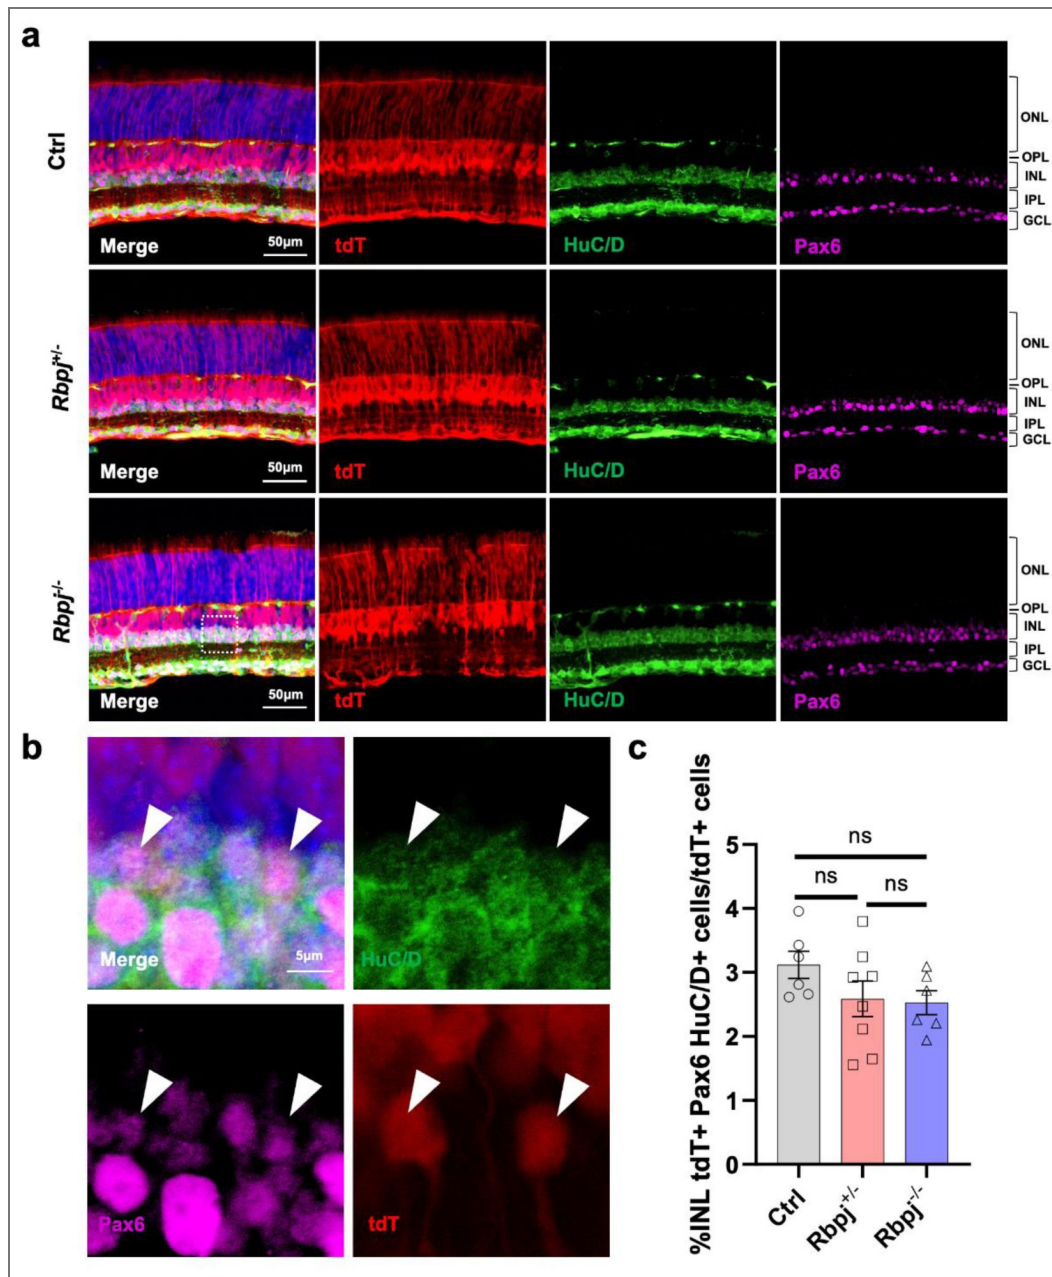 a
Ctrl
Merge
50μm
tdT
HuC/D
Pax6
ONL
OPL
INL
IPL
GCL
Rbpj+/-
Merge
50μm
tdT
HuC/D
Pax6
ONL
OPL
INL
IPL
GCL
Rbpj-/-
Merge
50μm
tdT
HuC/D
Pax6
ONL
OPL
INL
IPL
GCL
b
Merge
5μm
HuC/D
Pax6
tdT
c
%INL tdT+ Pax6 HuC/D+ cells/tdT+ cells
5
4
3
2
1
0
ns
ns
ns
Ctrl
Rbpj+/-
Rbpj-/-